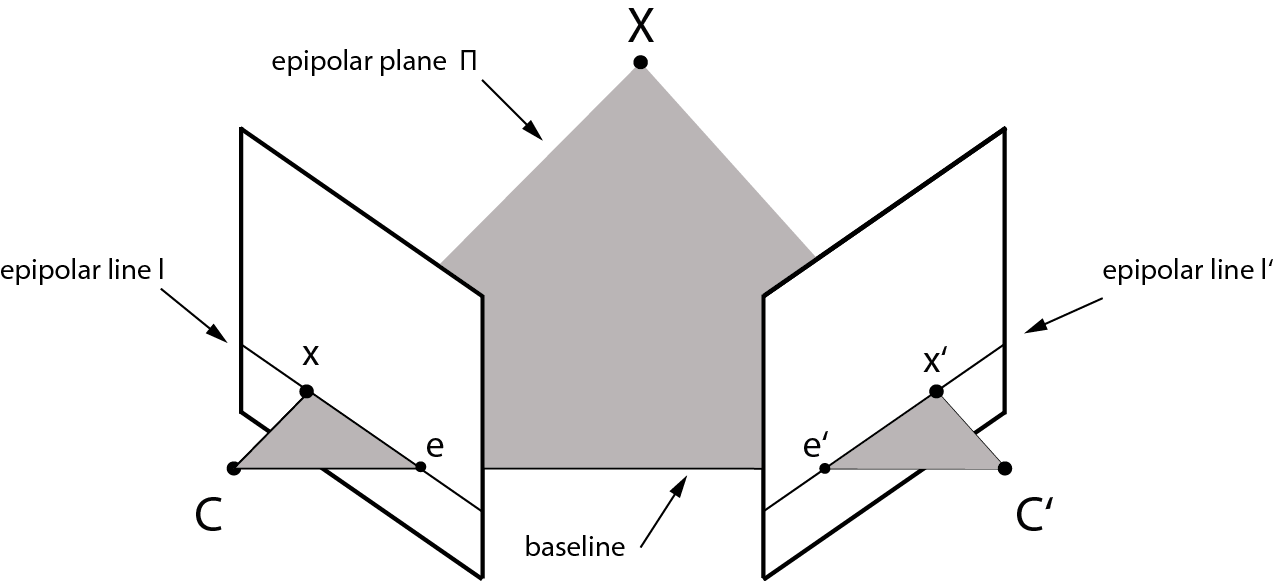 X
epipolar plane Π
epipolar line l
epipolar line l‘
x
x‘
e
e‘
C
C‘
baseline